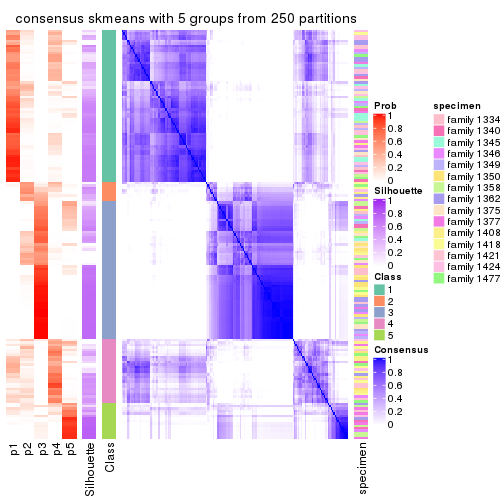 consensus skmeans with 5 groups from 250 partitions
Prob
1
0.8
0.6
0.4
0.2
0
Silhouette
1
0.8
0.6
0.4
0.2
0
Class
1
2
3
4
5
Consensus
1
0.8
0.6
0.4
0.2
0
specimen
family 1334
family 1340
family 1345
family 1346
family 1349
family 1350
family 1358
family 1362
family 1375
family 1377
family 1408
family 1418
family 1421
family 1424
family 1477
p1
p2
p3
p4
p5
Silhouette
Class
specimen